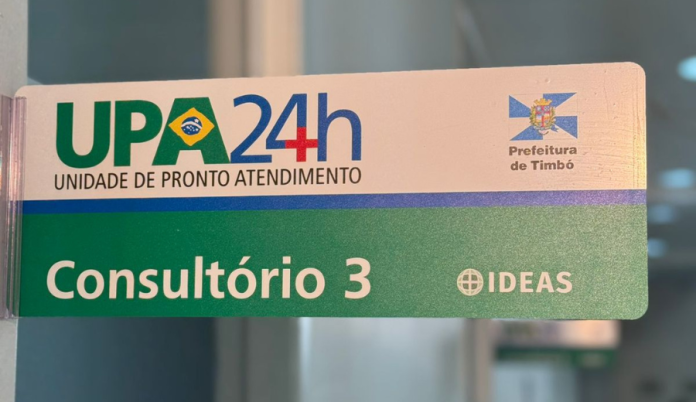 UPA24h
UNIDADE DE PRONTO ATENDIMENTO
Prefeitura
de Timbó
Consultório 3
IDEAS